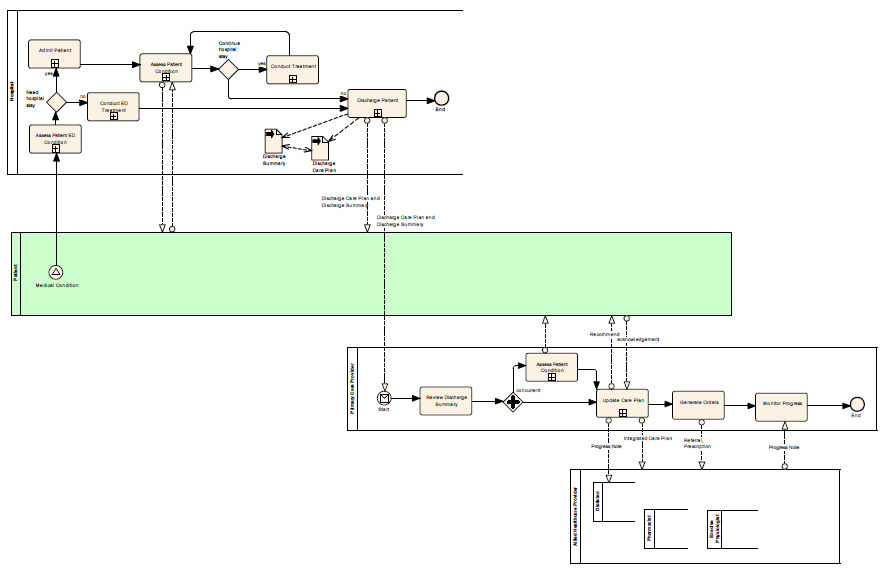 Hospital
Admit Patient
yes
Need
hospital
stay
no
Conduct ED
Treatment
Assess Patient ED
Condition
Assess Patient
Condition
Continue
hospital
stay
yes
Conduct Treatment
no
Discharge Patient
End
Discharge
Summary
Discharge
Care Plan
Discharge Care Plan and
Discharge Summary
Discharge Care Plan and
Discharge Summary
Patient
Medical Condition
Primary Care Provider
Start
Review Discharge
Summary
concurrent
Assess Patient
Condition
Recommend
acknowledgement
Update Care Plan
Generate Orders
Monitor Progress
End
Progress Note
Integrated Care Plan
Referral,
Prescription
Progress Note
Allied Healthcare Provider
Dietician
Pharmacist
Exercise
Physiologist